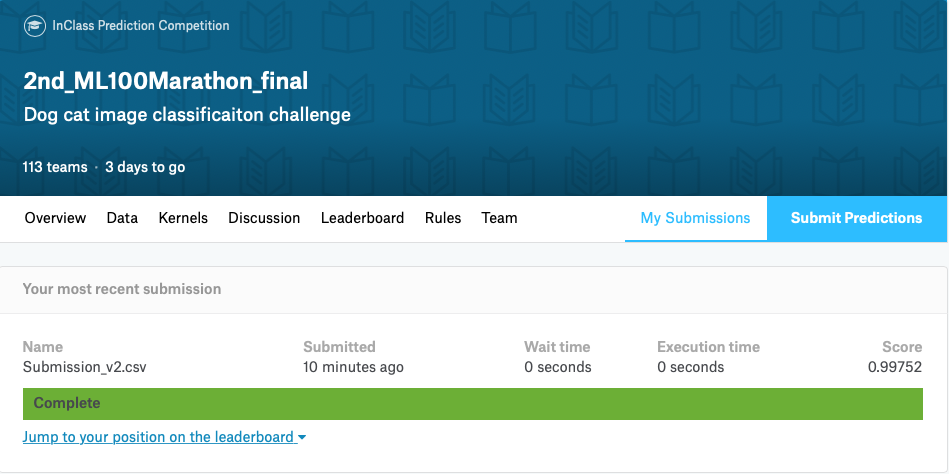 InClass Prediction Competition
2nd_ML100Marathon_final
Dog cat image classificaiton challenge
113 teams · 3 days to go
Overview Data Kernels Discussion Leaderboard Rules Team My Submissions Submit Predictions
Your most recent submission
Name Submitted Wait time Execution time Score
Submission_v2.csv 10 minutes ago 0 seconds 0 seconds 0.99752
Complete
Jump to your position on the leaderboard